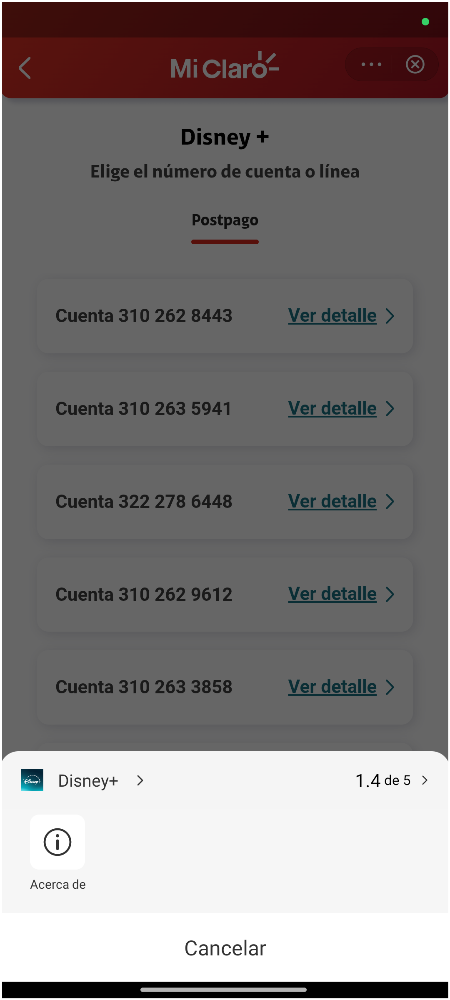 Mi Claro
Disney +
Elige el número de cuenta o línea
Postpago
Cuenta 310 262 8443 Ver detalle
Cuenta 310 263 5941 Ver detalle
Cuenta 322 278 6448 Ver detalle
Cuenta 310 262 9612 Ver detalle
Cuenta 310 263 3858 Ver detalle
Disney+ Disney+ 1.4 de 5
Acerca de
Cancelar